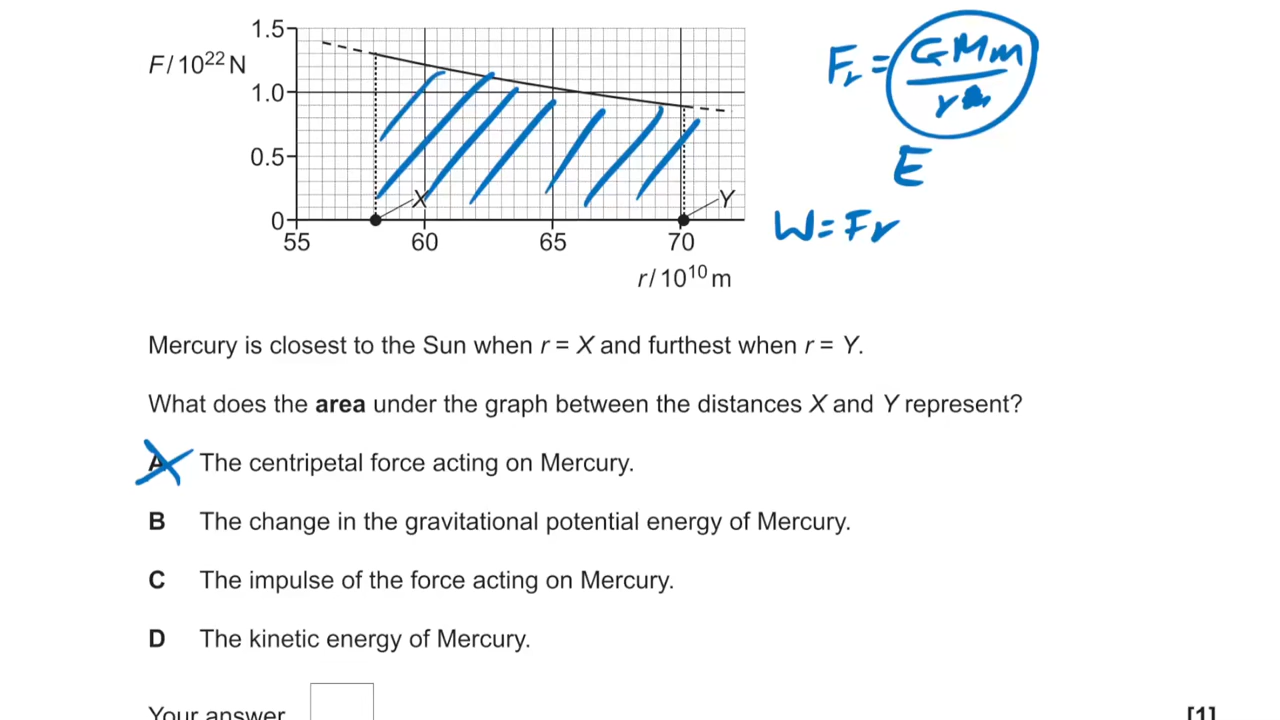 1.5
F / 10²² N
1.0
0.5
0
X
Y
55 60 65 70
r / 10¹⁰ m
F r = GMm
r
E
W = Fr
Mercury is closest to the Sun when r = X and furthest when r = Y.
What does the area under the graph between the distances X and Y represent?
A The centripetal force acting on Mercury.
B The change in the gravitational potential energy of Mercury.
C The impulse of the force acting on Mercury.
D The kinetic energy of Mercury.
Your answer
[1]